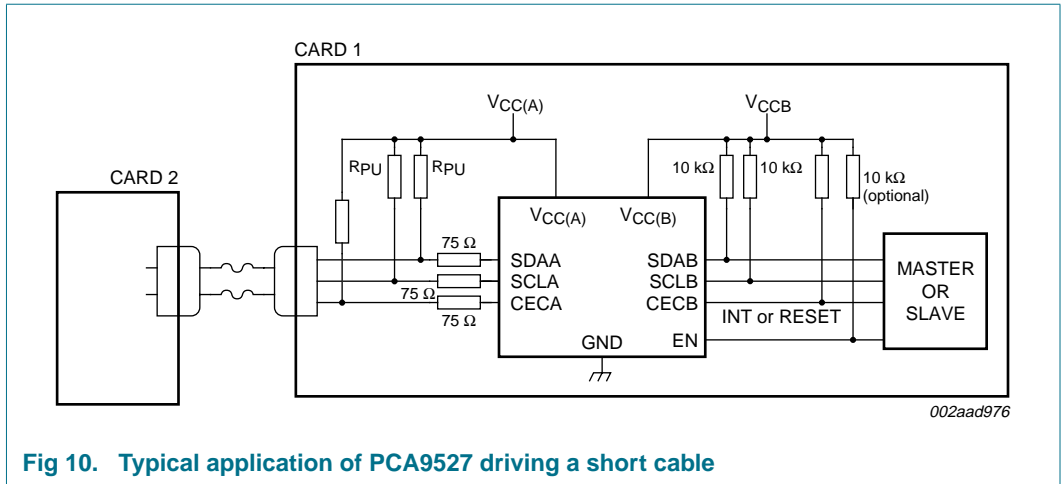 CARD 1
VCC(A)
VCCB
RPU
RPU
10 kΩ
10 kΩ
10 kΩ
(optional)
CARD 2
VCC(A)
VCC(B)
75 Ω
SDAA
SDAB
MASTER
OR
SLAVE
SCLA
SCLB
75 Ω
CECA
CECB
75 Ω
INT or RESET
GND
EN
002aad976
Fig 10. Typical application of PCA9527 driving a short cable